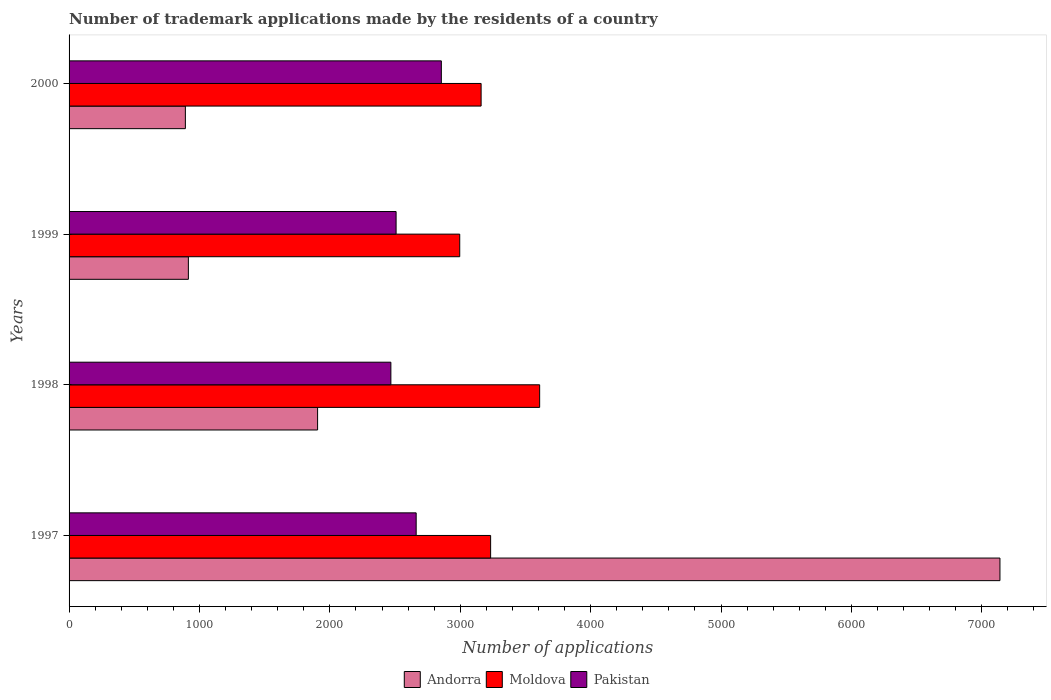 Number of trademark applications made by the residents of a country
2000
1999
1998
1997
Years
0
1000
2000
3000
4000
5000
6000
7000
Number of applications
Andorra
Moldova
Pakistan